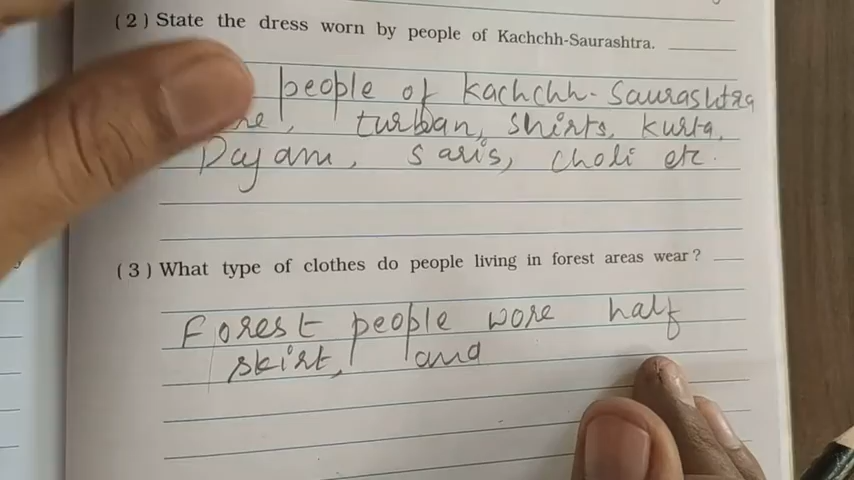 (2) State the dress worn by people of Kachchh-Saurashtra.
people of Kachchh-Saurashtra
turban, shirts, kurta,
Pajam, saris, choli etc.
(3) What type of clothes do people living in forest areas wear?
Forest people wore half
skirt, and